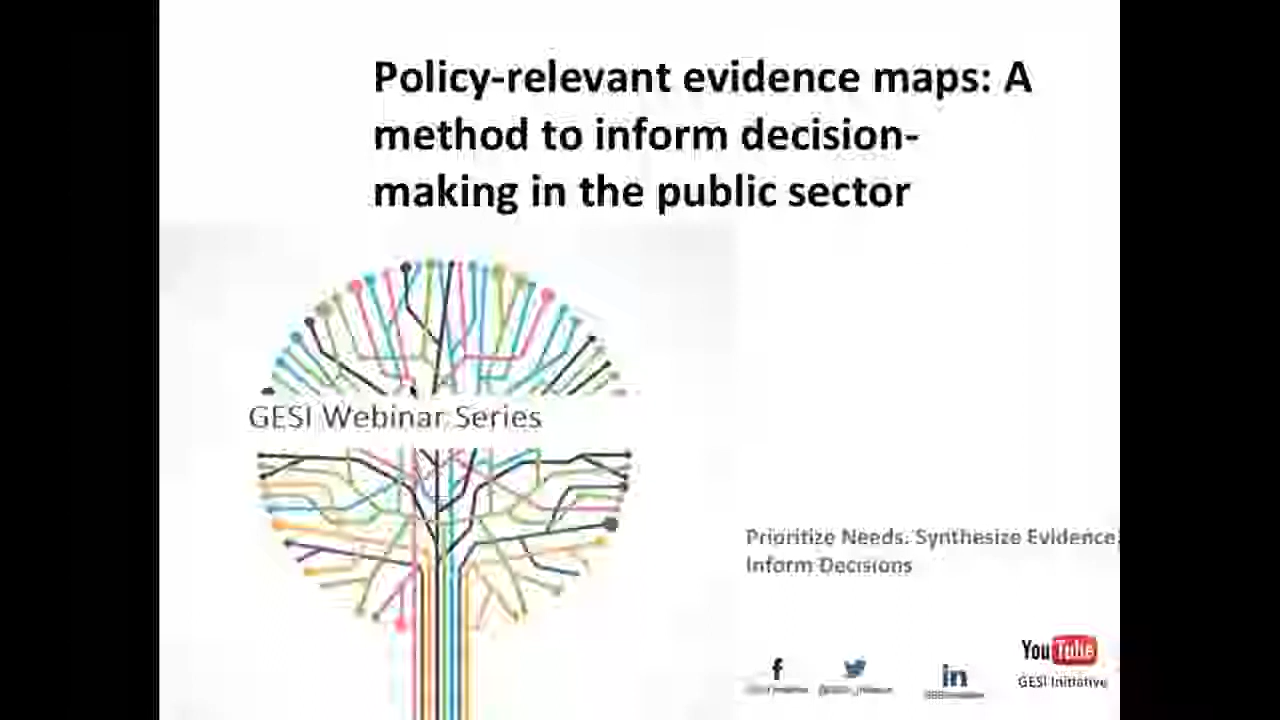 Policy-relevant evidence maps: A
method to inform decision-
making in the public sector
GESI Webinar Series
Prioritize Needs. Synthesize Evidence
Inform Decisions
YouTube
GESI Initiative